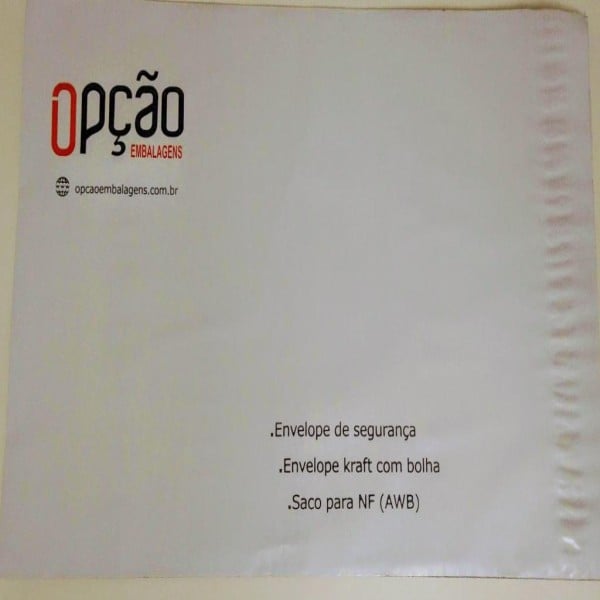 Opção
EMBALAGENS
opcaoembalagens.com.br
.Envelope de segurança
.Envelope kraft com bolha
.Saco para NF (AWB)